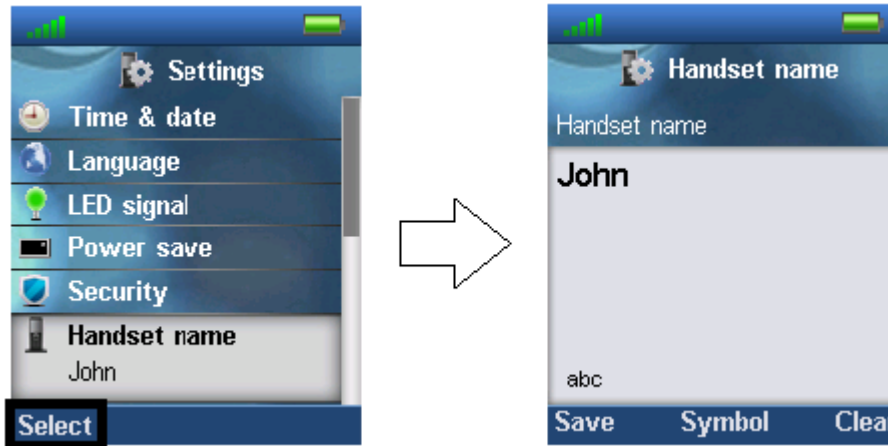 Settings
Time & date
Language
LED signal
Power save
Security
Handset name
John
Select
Handset name
Handset name
John
abc
Save Symbol Clea